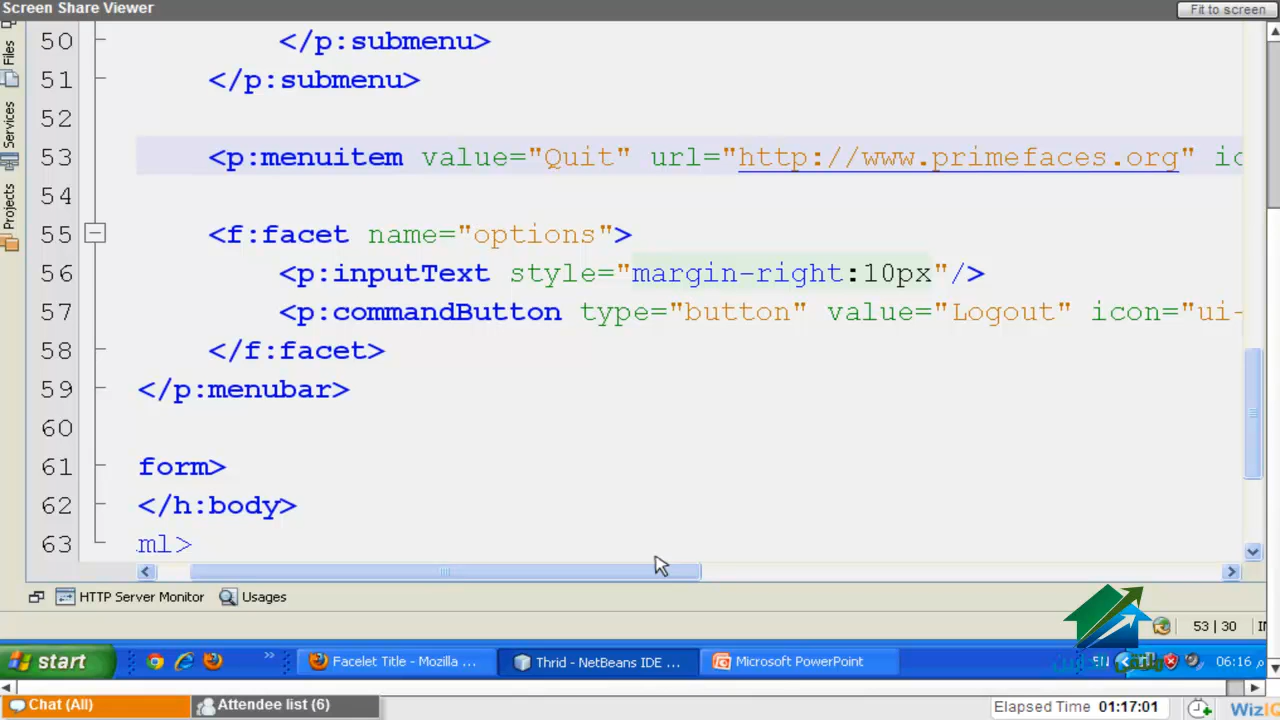 Screen Share Viewer
Fit to screen
Files
Services
Projects
50 </p:submenu>
51 </p:submenu>
52
53 <p:menuitem value="Quit" url="http://www.primefaces.org" ic
54
55 <f:facet name="options">
56 <p:inputText style="margin-right:10px"/>
57 <p:commandButton type="button" value="Logout" icon="ui-
58 </f:facet>
59 </p:menubar>
60
61 form>
62 </h:body>
63 ml>
HTTP Server Monitor
Usages
53 | 30
start
Facelet Title - Mozilla ...
Thrid - NetBeans IDE ...
Microsoft PowerPoint
EN
06:16 م
Chat (All)
Attendee list (6)
Elapsed Time 01:17:01
WizIQ